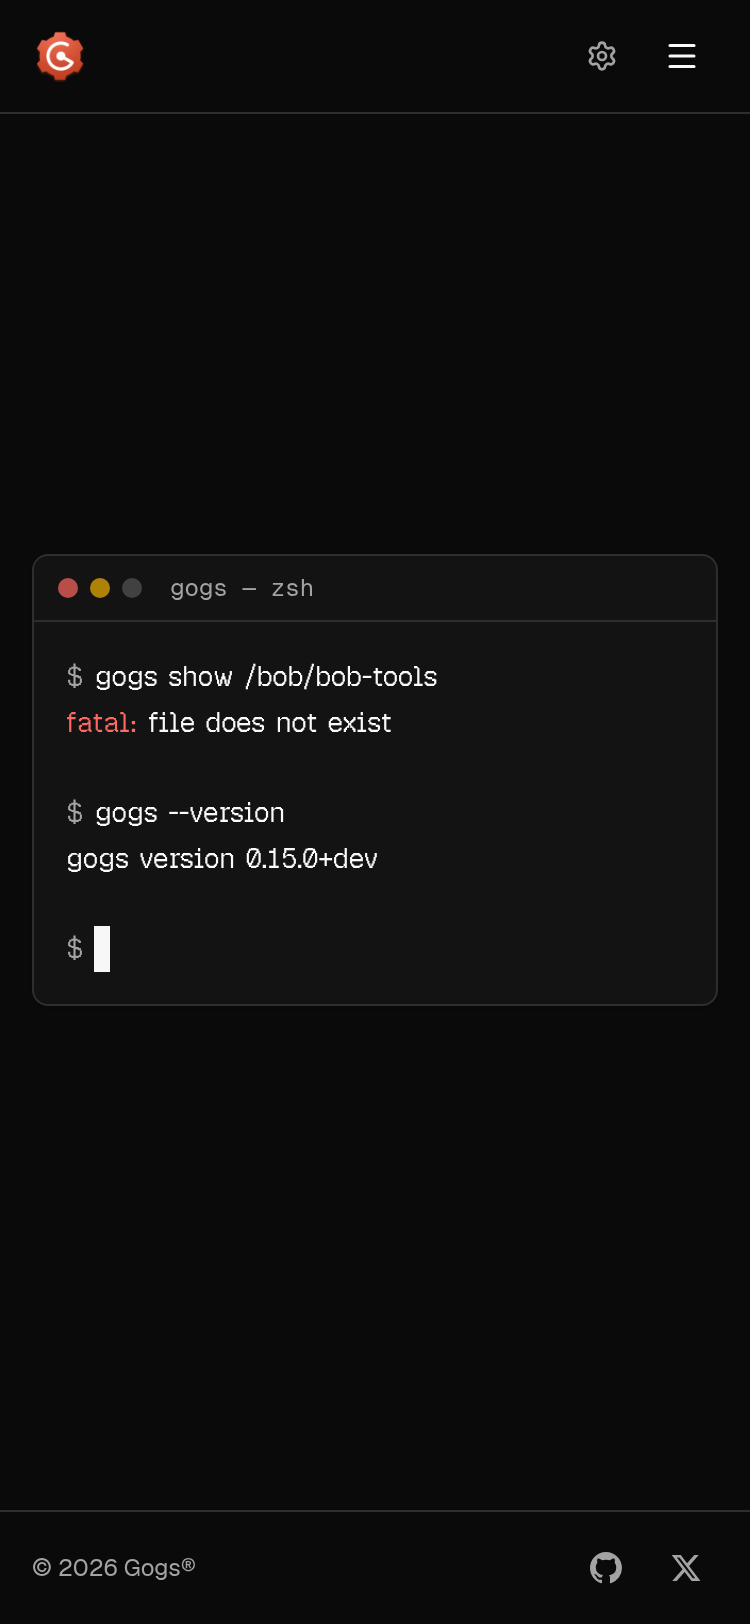 gogs — zsh
$ gogs show /bob/bob-tools
fatal: file does not exist
$ gogs --version
gogs version 0.15.0+dev
$
© 2026 Gogs®